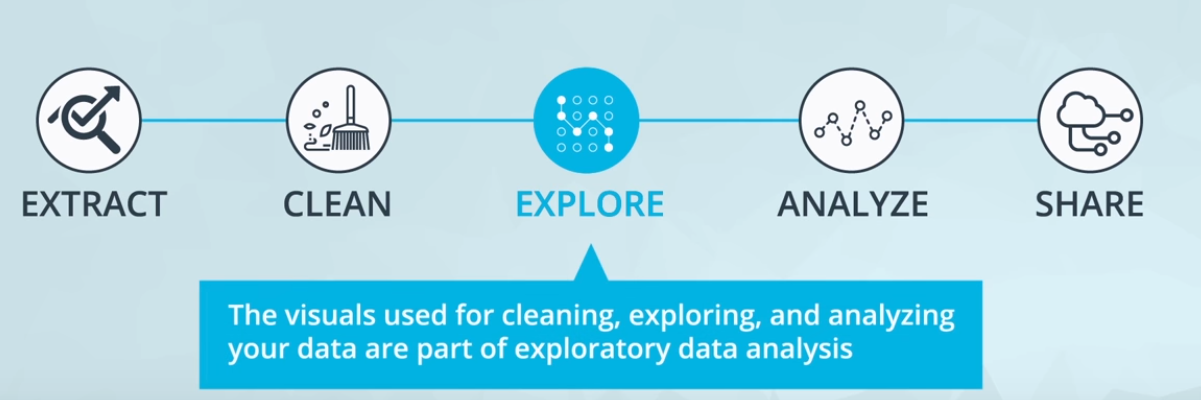 EXTRACT
CLEAN
EXPLORE
ANALYZE
SHARE
The visuals used for cleaning, exploring, and analyzing
your data are part of exploratory data analysis